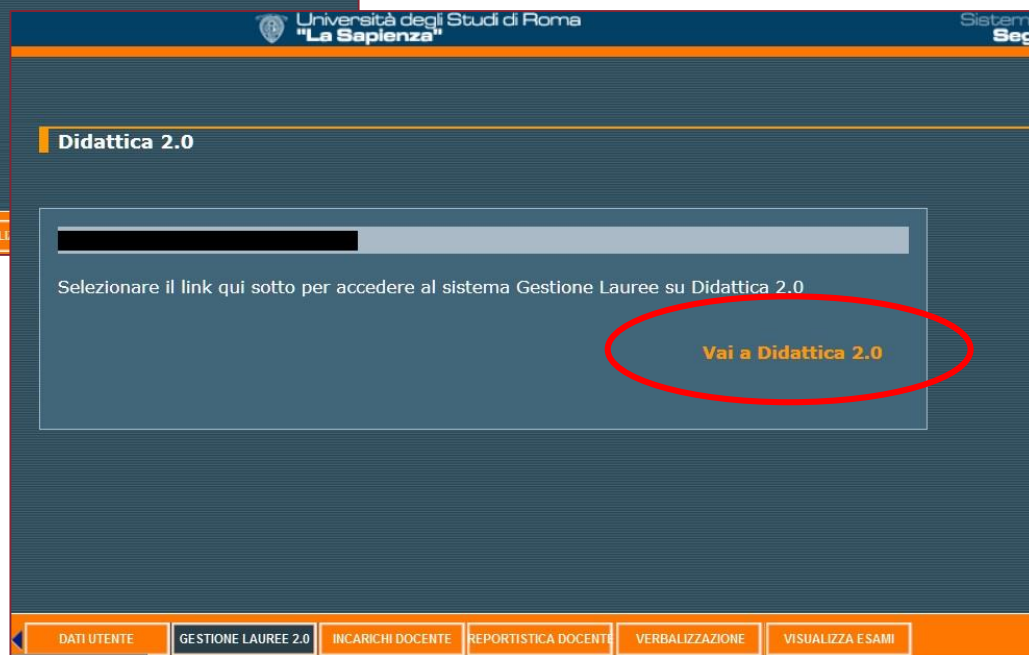 Università degli Studi di Roma
"La Sapienza"
Didattica 2.0
Selezionare il link qui sotto per accedere al sistema Gestione Lauree su Didattica 2.0
Vai a Didattica 2.0
DATI UTENTE
GESTIONE LAUREE 2.0
INCARICHI DOCENTE
REPORTISTICA DOCENTE
VERBALIZZAZIONE
VISUALIZZA ESAMI